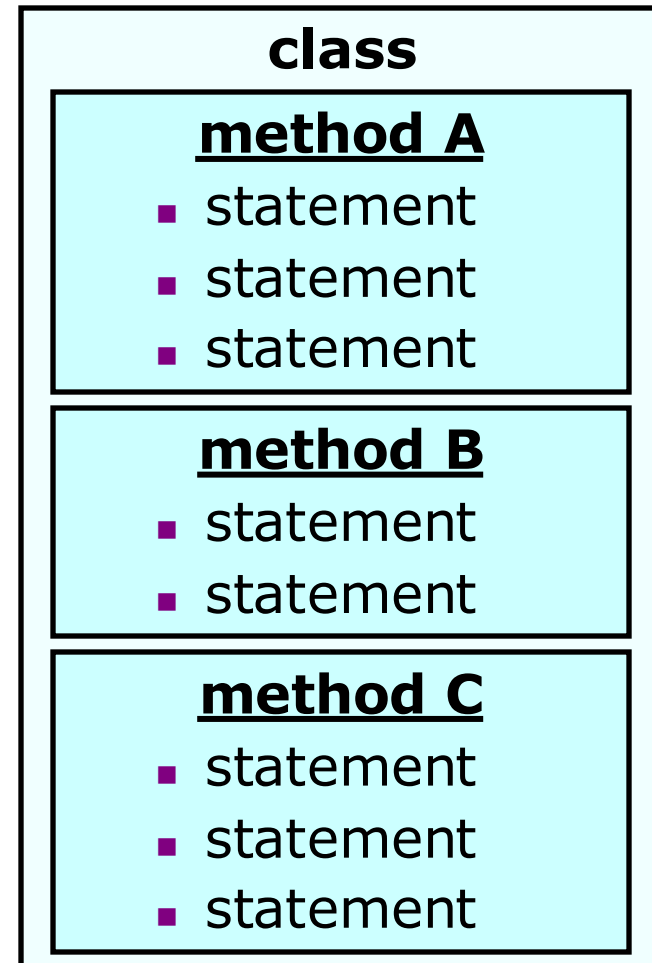 class
method A
statement
statement
statement
method B
statement
statement
method C
statement
statement
statement